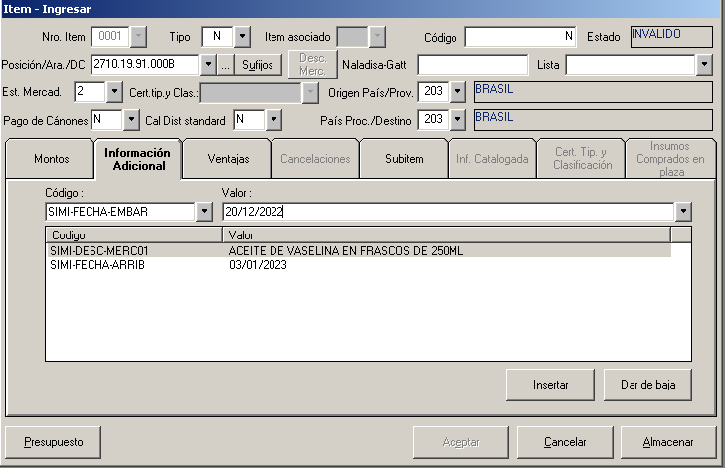 Item - Ingresar
Nro. Item 0001 Tipo N Item asociado Código N Estado INVALIDO
Posición/Ara./DC 2710.19.91.000B ... Sufijos Desc. Merc. Naladisa-Gatt Lista
Est. Mercad. 2 Cert.tip.y Clas.: Origen País/Prov. 203 BRASIL
Pago de Cánones N Cal Dist standard N País Proc./Destino 203 BRASIL
Montos Información Adicional Ventajas Cancelaciones Subitem Inf. Catalogada Cert. Tip. y Clasificación Insumos Comprados en plaza
Código : Valor :
SIMI-FECHA-EMBAR 20/12/2022
Codigo Valor
SIMI-DESC-MERC01 ACEITE DE VASELINA EN FRASCOS DE 250ML
SIMI-FECHA-ARRIB 03/01/2023
Insertar Dar de baja
Presupuesto Aceptar Cancelar Almacenar